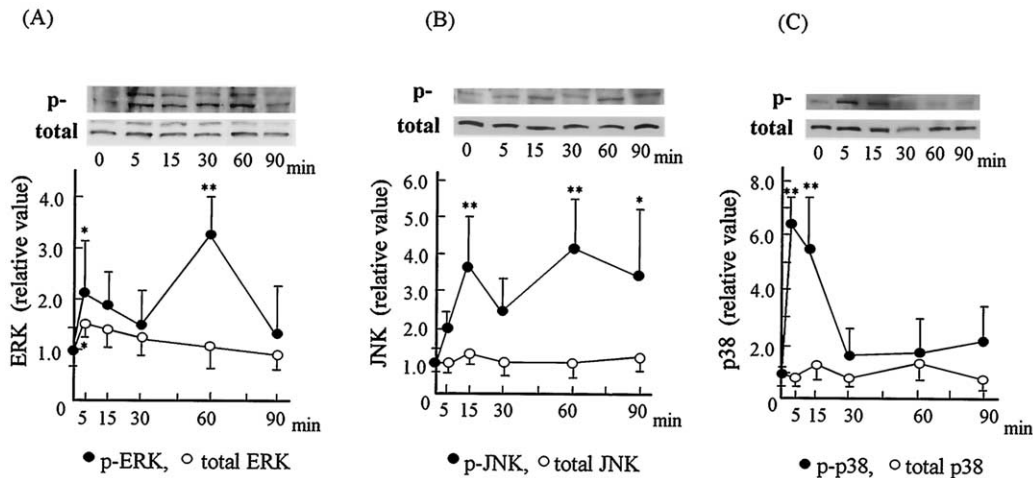 (A)
p-
total
0 5 15 30 60 90 min
ERK (relative value)
4.0
3.0
2.0
1.0
0
*
**
*
5 15 30 60 90
min
p-ERK, total ERK
(B)
p-
total
0 5 15 30 60 90 min
JNK (relative value)
6.0
5.0
4.0
3.0
2.0
1.0
0
**
**
*
5 15 30 60 90
min
p-JNK, total JNK
(C)
p-
total
0 5 15 30 60 90 min
p38 (relative value)
8.0
6.0
4.0
2.0
0
** **
5 15 30 60 90
min
p-p38, total p38